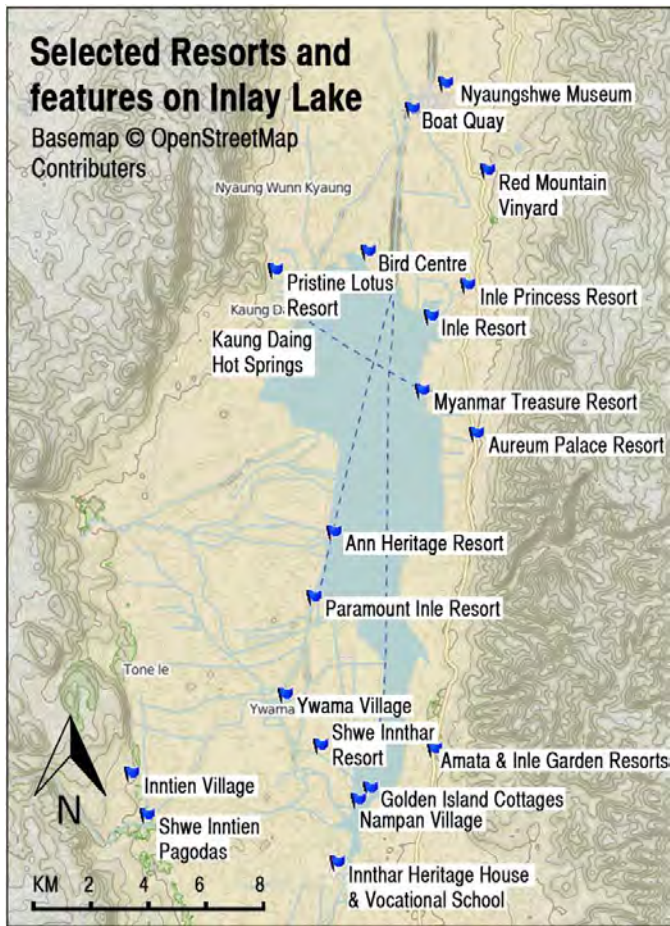 Selected Resorts and
features on Inlay Lake
Basemap © OpenStreetMap
Contributers
Nyaungshwe Museum
Boat Quay
Nyaung Wunn Kyaung
Red Mountain
Vinyard
Bird Centre
Pristine Lotus
Resort
Inle Princess Resort
Kaung Da
Inle Resort
Kaung Daing
Hot Springs
Myanmar Treasure Resort
Aureum Palace Resort
Ann Heritage Resort
Paramount Inle Resort
Tone le
Ywama
Ywama Village
Shwe Innthar
Resort
Amata & Inle Garden Resorts
Inntien Village
Golden Island Cottages
Nampan Village
N
Shwe Inntien
Pagodas
Innthar Heritage House
& Vocational School
KM 2 4 6 8